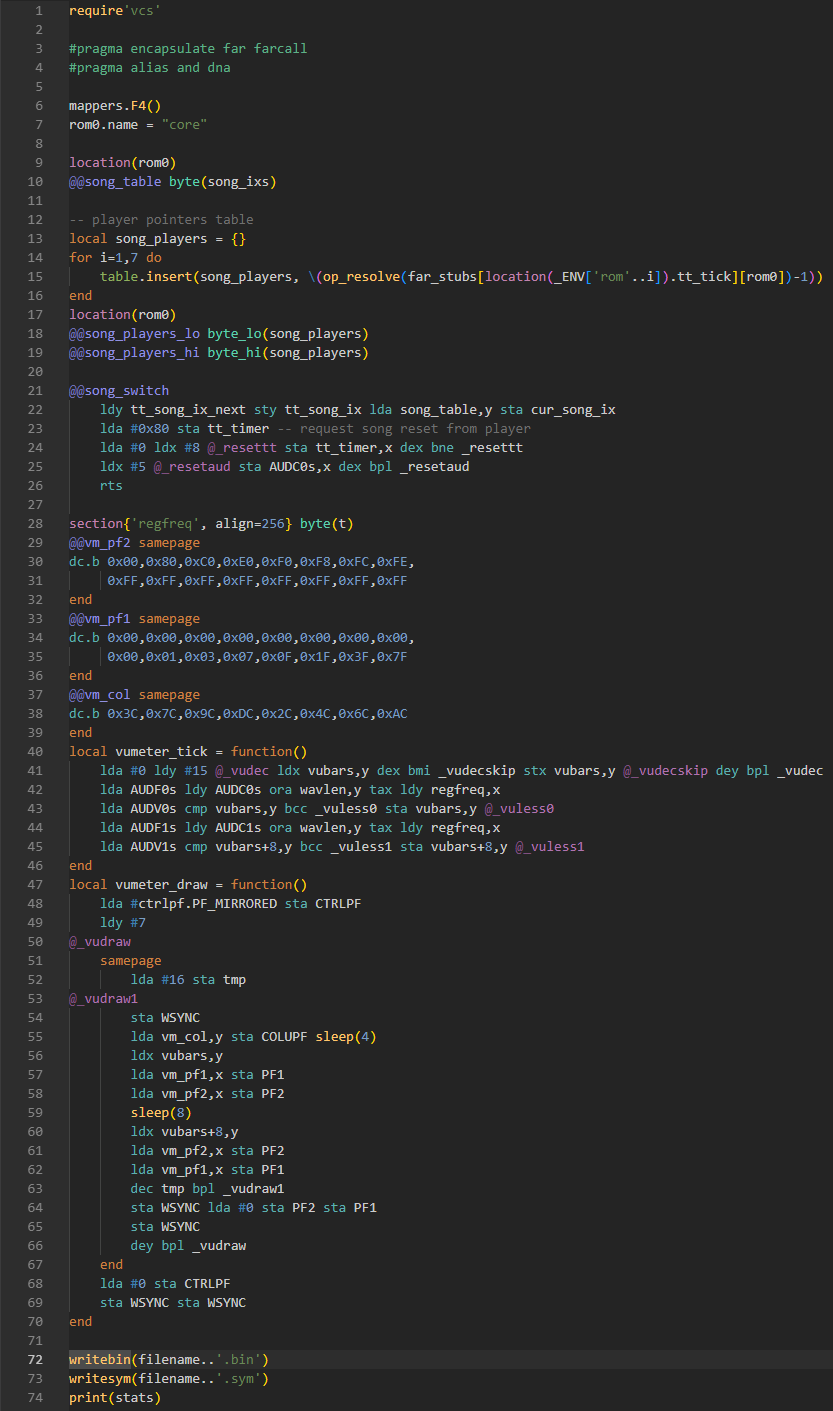 1 require'vcs'
2
3 #pragma encapsulate far farcall
4 #pragma alias and dna
5
6 mappers.F4()
7 rom0.name = "core"
8
9 location(rom0)
10 @@song_table byte(song_ixs)
11
12 -- player pointers table
13 local song_players = {}
14 for i=1,7 do
15     table.insert(song_players, \(op_resolve(far_stubs[location(_ENV['rom'..i]).tt_tick][rom0])-1))
16 end
17 location(rom0)
18 @@song_players_lo byte_lo(song_players)
19 @@song_players_hi byte_hi(song_players)
20
21 @@song_switch
22     ldy tt_song_ix_next sty tt_song_ix lda song_table,y sta cur_song_ix
23     lda #0x80 sta tt_timer -- request song reset from player
24     lda #0 ldx #8 @_resettt sta tt_timer,x dex bne _resettt
25     ldx #5 @_resetaud sta AUDC0s,x dex bpl _resetaud
26     rts
27
28 section{'regfreq', align=256} byte(t)
29 @@vm_pf2 samepage
30 dc.b 0x00,0x80,0xC0,0xE0,0xF0,0xF8,0xFC,0xFE,
31      0xFF,0xFF,0xFF,0xFF,0xFF,0xFF,0xFF,0xFF
32 end
33 @@vm_pf1 samepage
34 dc.b 0x00,0x00,0x00,0x00,0x00,0x00,0x00,0x00,
35      0x00,0x01,0x03,0x07,0x0F,0x1F,0x3F,0x7F
36 end
37 @@vm_col samepage
38 dc.b 0x3C,0x7C,0x9C,0xDC,0x2C,0x4C,0x6C,0xAC
39 end
40 local vumeter_tick = function()
41     lda #0 ldy #15 @_vudec ldx vubars,y dex bmi _vudecskip stx vubars,y @_vudecskip dey bpl _vudec
42     lda AUDF0s ldy AUDC0s ora wavlen,y tax ldy regfreq,x
43     lda AUDV0s cmp vubars,y bcc _vuless0 sta vubars,y @_vuless0
44     lda AUDF1s ldy AUDC1s ora wavlen,y tax ldy regfreq,x
45     lda AUDV1s cmp vubars+8,y bcc _vuless1 sta vubars+8,y @_vuless1
46 end
47 local vumeter_draw = function()
48     lda #ctrlpf.PF_MIRRORED sta CTRLPF
49     ldy #7
50 @_vudraw
51     samepage
52         lda #16 sta tmp
53 @_vudraw1
54         sta WSYNC
55         lda vm_col,y sta COLUPF sleep(4)
56         ldx vubars,y
57         lda vm_pf1,x sta PF1
58         lda vm_pf2,x sta PF2
59         sleep(8)
60         ldx vubars+8,y
61         lda vm_pf2,x sta PF2
62         lda vm_pf1,x sta PF1
63         dec tmp bpl _vudraw1
64         sta WSYNC lda #0 sta PF2 sta PF1
65         sta WSYNC
66         dey bpl _vudraw
67     end
68     lda #0 sta CTRLPF
69     sta WSYNC sta WSYNC
70 end
71
72 writebin(filename..'.bin')
73 writesym(filename..'.sym')
74 print(stats)